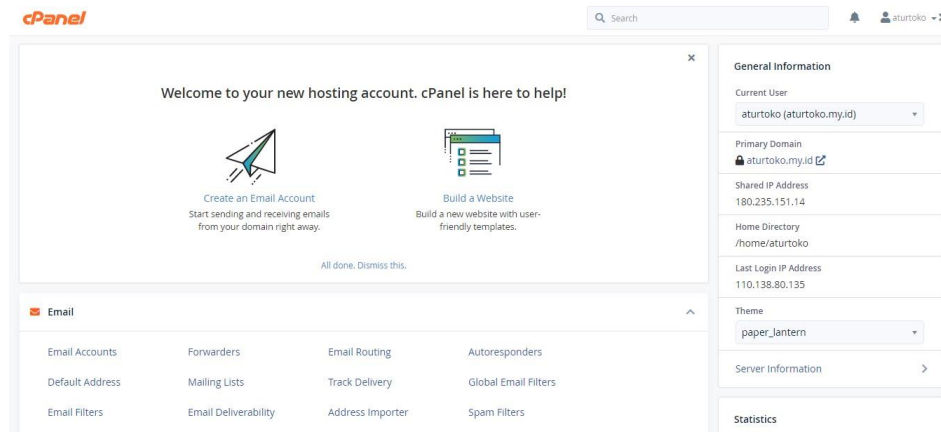 cPanel
Search
aturtoko
Welcome to your new hosting account. cPanel is here to help!
Create an Email Account
Start sending and receiving emails
from your domain right away.
Build a Website
Build a new website with user-
friendly templates.
All done. Dismiss this.
Email
Email Accounts
Forwarders
Email Routing
Autoresponders
Default Address
Mailing Lists
Track Delivery
Global Email Filters
Email Filters
Email Deliverability
Address Importer
Spam Filters
General Information
Current User
aturtoko (aturtoko.my.id)
Primary Domain
aturtoko.my.id
Shared IP Address
180.235.151.14
Home Directory
/home/aturtoko
Last Login IP Address
110.138.80.135
Theme
paper_lantern
Server Information
Statistics